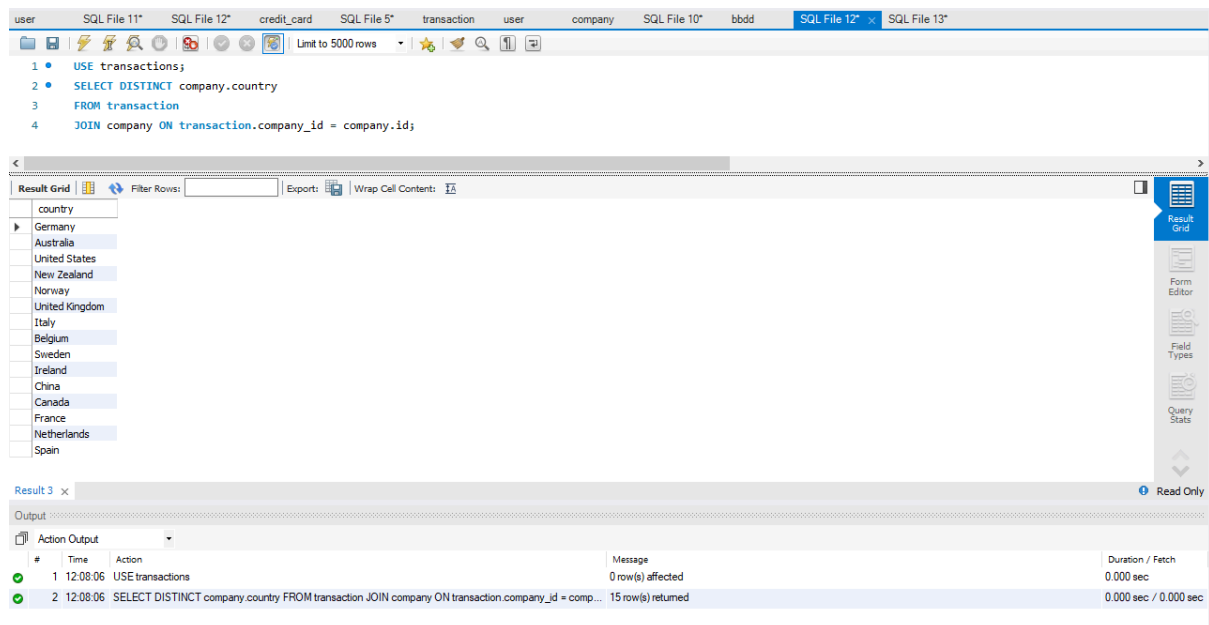 user SQL File 11* SQL File 12* credit_card SQL File 5* transaction user company SQL File 10* bbdd SQL File 12* × SQL File 13*
Limit to 5000 rows
1 USE transactions;
2 SELECT DISTINCT company.country
3 FROM transaction
4 JOIN company ON transaction.company_id = company.id;
Result Grid Filter Rows: Export: Wrap Cell Content:
country
Germany
Australia
United States
New Zealand
Norway
United Kingdom
Italy
Belgium
Sweden
Ireland
China
Canada
France
Netherlands
Spain
Result
Grid
Form
Editor
Field
Types
Query
Stats
Result 3 × Read Only
Output
Action Output
# Time Action Message Duration / Fetch
1 12:08:06 USE transactions 0 row(s) affected 0.000 sec
2 12:08:06 SELECT DISTINCT company.country FROM transaction JOIN company ON transaction.company_id = comp... 15 row(s) returned 0.000 sec / 0.000 sec